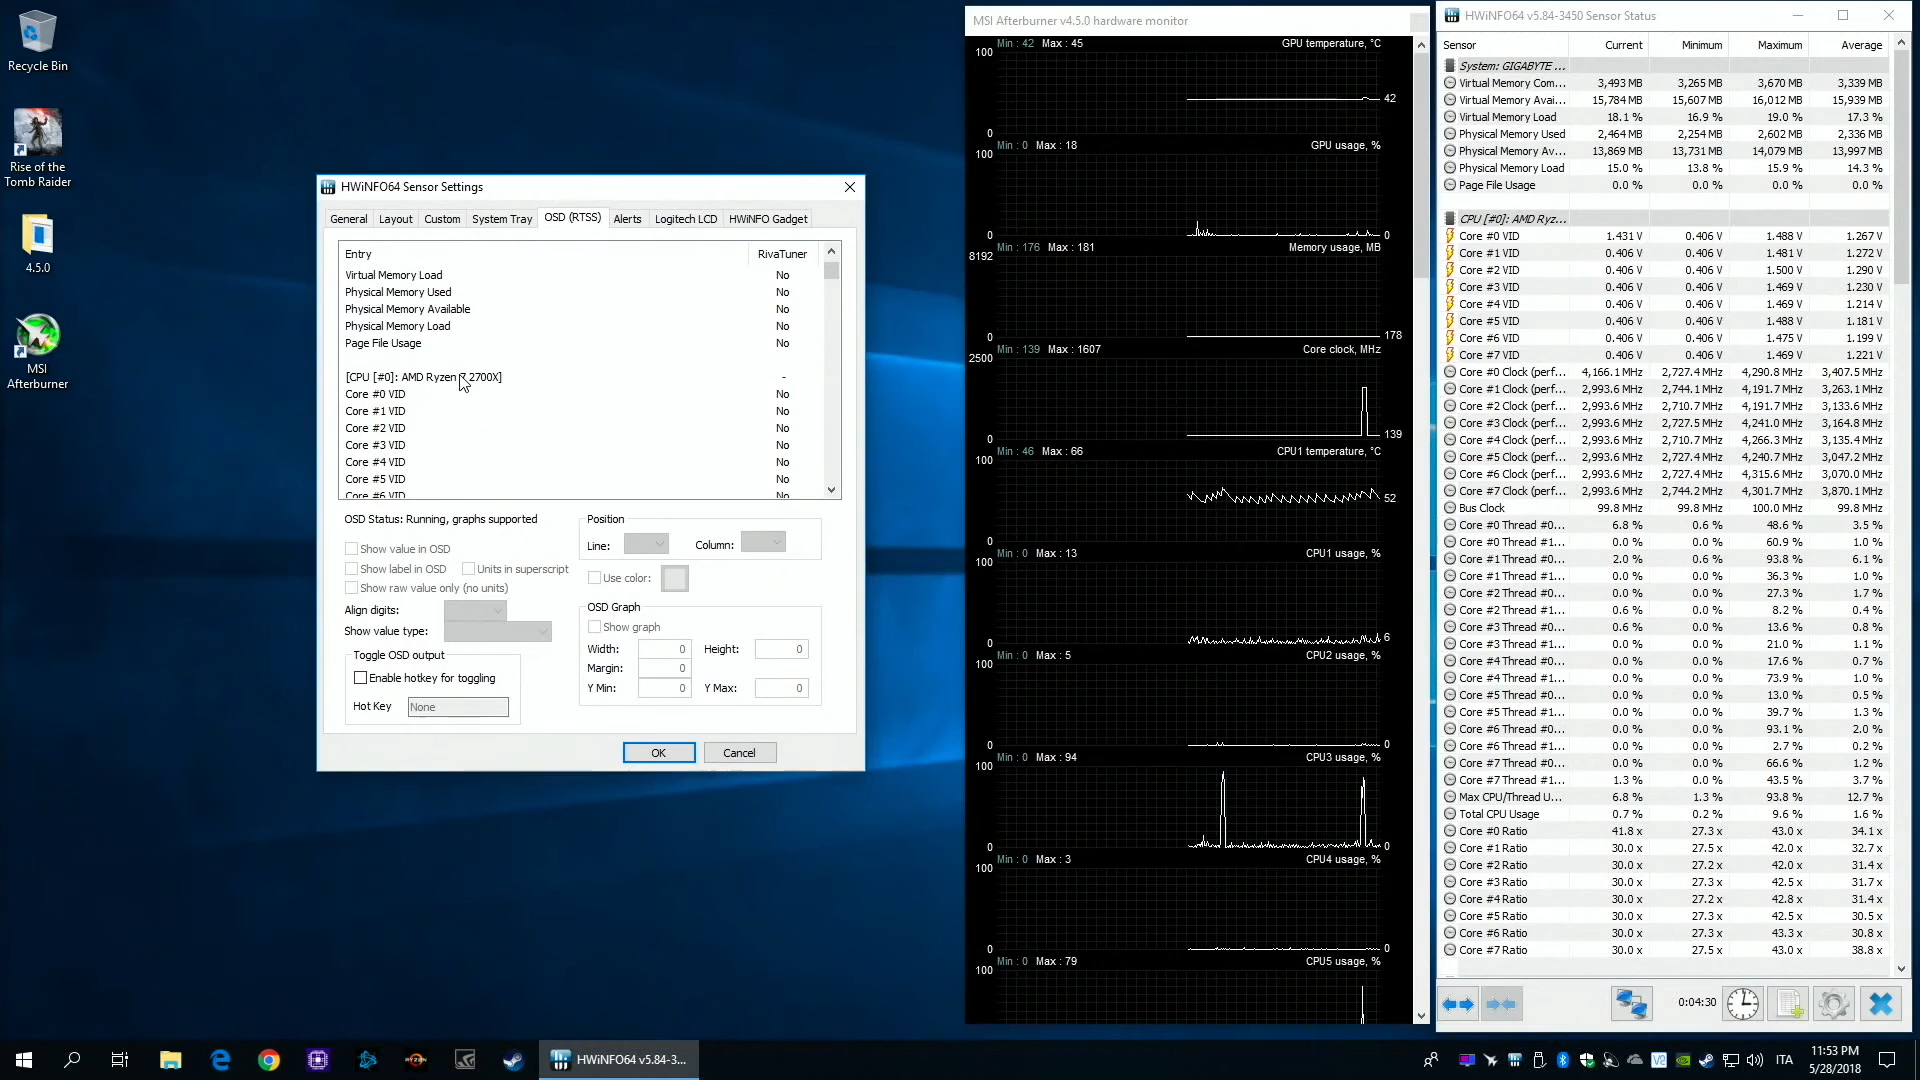 Recycle Bin
Rise of the
Tomb Raider
4.5.0
MSI
Afterburner
HWiNFO64 Sensor Settings
General Layout Custom System Tray OSD (RTSS) Alerts Logitech LCD HWiNFO Gadget
Entry RivaTuner
Virtual Memory Load No
Physical Memory Used No
Physical Memory Available No
Physical Memory Load No
Page File Usage No
[CPU [#0]: AMD Ryzen 7 2700X] -
Core #0 VID No
Core #1 VID No
Core #2 VID No
Core #3 VID No
Core #4 VID No
Core #5 VID No
Core #6 VID No
OSD Status: Running, graphs supported
Show value in OSD
Show label in OSD Units in superscript
Show raw value only (no units)
Align digits:
Show value type:
Toggle OSD output
Enable hotkey for toggling
Hot Key None
Position
Line: Column:
Use color:
OSD Graph
Show graph
Width: 0 Height: 0
Margin: 0
Y Min: 0 Y Max: 0
OK Cancel
MSI Afterburner v4.5.0 hardware monitor
Min : 42 Max : 45 GPU temperature, °C
100
42
0
Min : 0 Max : 18 GPU usage, %
100
0 0
Min : 176 Max : 181 Memory usage, MB
8192
178
0
Min : 139 Max : 1607 Core clock, MHz
2500
139
0
Min : 46 Max : 66 CPU1 temperature, °C
100
52
0
Min : 0 Max : 13 CPU1 usage, %
100
6
0
Min : 0 Max : 5 CPU2 usage, %
100
0 0
Min : 0 Max : 94 CPU3 usage, %
100
0 0
Min : 0 Max : 3 CPU4 usage, %
100
0 0
Min : 0 Max : 79 CPU5 usage, %
100
HWiNFO64 v5.84-3450 Sensor Status
Sensor Current Minimum Maximum Average
System: GIGABYTE ...
Virtual Memory Com... 3,493 MB 3,265 MB 3,670 MB 3,339 MB
Virtual Memory Avai... 15,784 MB 15,607 MB 16,012 MB 15,939 MB
Virtual Memory Load 18.1 % 16.9 % 19.0 % 17.3 %
Physical Memory Used 2,464 MB 2,254 MB 2,602 MB 2,336 MB
Physical Memory Av... 13,869 MB 13,731 MB 14,079 MB 13,997 MB
Physical Memory Load 15.0 % 13.8 % 15.9 % 14.3 %
Page File Usage 0.0 % 0.0 % 0.0 % 0.0 %
CPU [#0]: AMD Ryz...
Core #0 VID 1.431 V 0.406 V 1.488 V 1.267 V
Core #1 VID 0.406 V 0.406 V 1.481 V 1.272 V
Core #2 VID 0.406 V 0.406 V 1.500 V 1.290 V
Core #3 VID 0.406 V 0.406 V 1.469 V 1.230 V
Core #4 VID 0.406 V 0.406 V 1.469 V 1.214 V
Core #5 VID 0.406 V 0.406 V 1.488 V 1.181 V
Core #6 VID 0.406 V 0.406 V 1.475 V 1.199 V
Core #7 VID 0.406 V 0.406 V 1.469 V 1.221 V
Core #0 Clock (perf... 4,166.1 MHz 2,727.4 MHz 4,290.8 MHz 3,407.5 MHz
Core #1 Clock (perf... 2,993.6 MHz 2,744.1 MHz 4,191.7 MHz 3,263.1 MHz
Core #2 Clock (perf... 2,993.6 MHz 2,710.7 MHz 4,191.7 MHz 3,133.6 MHz
Core #3 Clock (perf... 2,993.6 MHz 2,727.5 MHz 4,241.0 MHz 3,164.8 MHz
Core #4 Clock (perf... 2,993.6 MHz 2,710.7 MHz 4,266.3 MHz 3,135.4 MHz
Core #5 Clock (perf... 2,993.6 MHz 2,727.4 MHz 4,240.7 MHz 3,047.2 MHz
Core #6 Clock (perf... 2,993.6 MHz 2,727.4 MHz 4,315.6 MHz 3,070.0 MHz
Core #7 Clock (perf... 2,993.6 MHz 2,744.2 MHz 4,301.7 MHz 3,870.1 MHz
Bus Clock 99.8 MHz 99.8 MHz 100.0 MHz 99.8 MHz
Core #0 Thread #0... 6.8 % 0.6 % 48.6 % 3.5 %
Core #0 Thread #1... 0.0 % 0.0 % 60.9 % 1.0 %
Core #1 Thread #0... 2.0 % 0.6 % 93.8 % 6.1 %
Core #1 Thread #1... 0.0 % 0.0 % 36.3 % 1.0 %
Core #2 Thread #0... 0.0 % 0.0 % 27.3 % 1.7 %
Core #2 Thread #1... 0.6 % 0.0 % 8.2 % 0.4 %
Core #3 Thread #0... 0.6 % 0.0 % 13.6 % 0.8 %
Core #3 Thread #1... 0.0 % 0.0 % 21.0 % 1.1 %
Core #4 Thread #0... 0.0 % 0.0 % 17.6 % 0.7 %
Core #4 Thread #1... 0.0 % 0.0 % 73.9 % 1.0 %
Core #5 Thread #0... 0.0 % 0.0 % 13.0 % 0.5 %
Core #5 Thread #1... 0.0 % 0.0 % 39.7 % 1.3 %
Core #6 Thread #0... 0.0 % 0.0 % 93.1 % 2.0 %
Core #6 Thread #1... 0.0 % 0.0 % 2.7 % 0.2 %
Core #7 Thread #0... 0.0 % 0.0 % 66.6 % 1.2 %
Core #7 Thread #1... 1.3 % 0.0 % 43.5 % 3.7 %
Max CPU/Thread U... 6.8 % 1.3 % 93.8 % 12.7 %
Total CPU Usage 0.7 % 0.2 % 9.6 % 1.6 %
Core #0 Ratio 41.8 x 27.3 x 43.0 x 34.1 x
Core #1 Ratio 30.0 x 27.5 x 42.0 x 32.7 x
Core #2 Ratio 30.0 x 27.2 x 42.0 x 31.4 x
Core #3 Ratio 30.0 x 27.3 x 42.5 x 31.7 x
Core #4 Ratio 30.0 x 27.2 x 42.8 x 31.4 x
Core #5 Ratio 30.0 x 27.3 x 42.5 x 30.5 x
Core #6 Ratio 30.0 x 27.3 x 43.3 x 30.8 x
Core #7 Ratio 30.0 x 27.5 x 43.0 x 38.8 x
0:04:30
HWiNFO64 v5.84-3...
RYZEN
V2
ITA
11:53 PM
5/28/2018